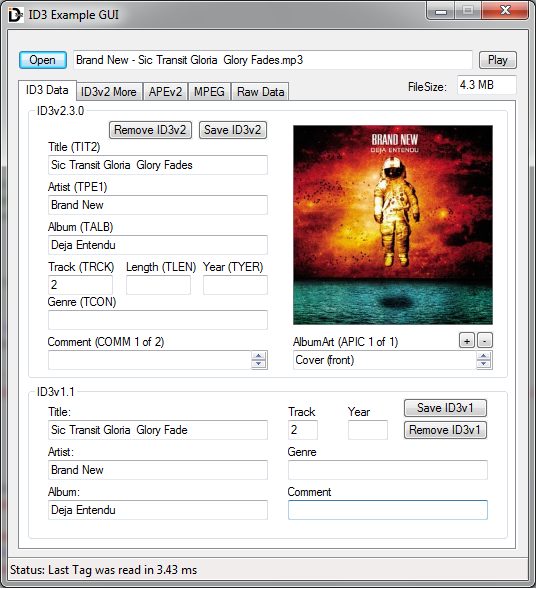 ID3 Example GUI
Open Brand New - Sic Transit Gloria  Glory Fades.mp3 Play
ID3 Data ID3v2 More APEv2 MPEG Raw Data FileSize: 4.3 MB
ID3v2.3.0
Remove ID3v2 Save ID3v2
Title (TIT2)
Sic Transit Gloria  Glory Fades
Artist (TPE1)
Brand New
Album (TALB)
Deja Entendu
Track (TRCK) Length (TLEN) Year (TYER)
2
Genre (TCON)
BRAND NEW
DEJA ENTENDU
Comment (COMM 1 of 2)
AlbumArt (APIC 1 of 1) + -
Cover (front)
ID3v1.1
Title: Track Year Save ID3v1
Sic Transit Gloria  Glory Fade 2 Remove ID3v1
Artist: Genre
Brand New
Album: Comment
Deja Entendu
Status: Last Tag was read in 3.43 ms